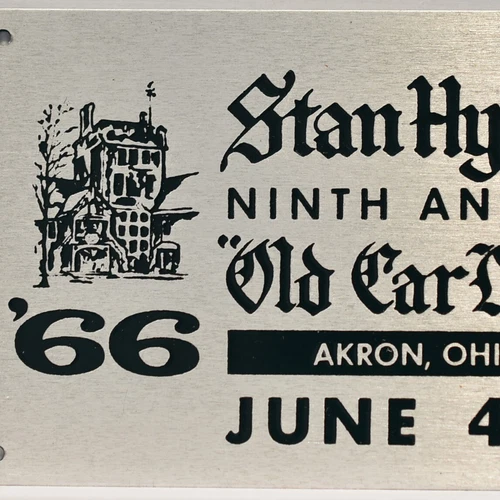 Stan Hy
NINTH AN
"Old Car D
'66
AKRON, OHI
JUNE 4